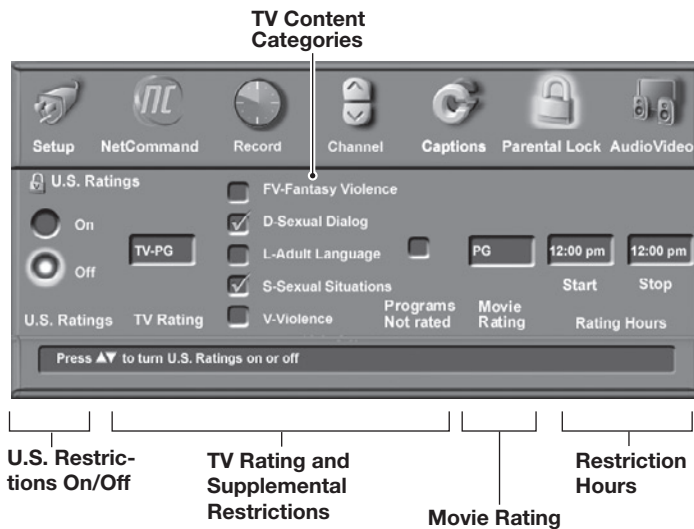 TV Content
Categories
Setup
NetCommand
Record
Channel
Captions
Parental Lock
AudioVideo
U.S. Ratings
On
Off
U.S. Ratings
TV-PG
TV Rating
FV-Fantasy Violence
D-Sexual Dialog
L-Adult Language
S-Sexual Situations
V-Violence
Programs
Not rated
PG
Movie
Rating
12:00 pm
12:00 pm
Start
Stop
Rating Hours
Press ▲▼ to turn U.S. Ratings on or off
U.S. Restric-
tions On/Off
TV Rating and
Supplemental
Restrictions
Movie Rating
Restriction
Hours